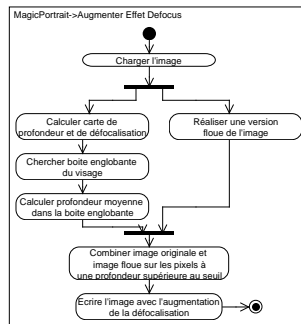 MagicPortrait->Augmenter Effet Defocus
Charger l'image
Calculer carte de
profondeur et de défocalisation
Réaliser une version
floue de l'image
Chercher boite englobante
du visage
Calculer profondeur moyenne
dans la boite englobante
Combiner image originale et
image floue sur les pixels à
une profondeur supérieure au seuil
Ecrire l'image avec l'augmentation
de la défocalisation